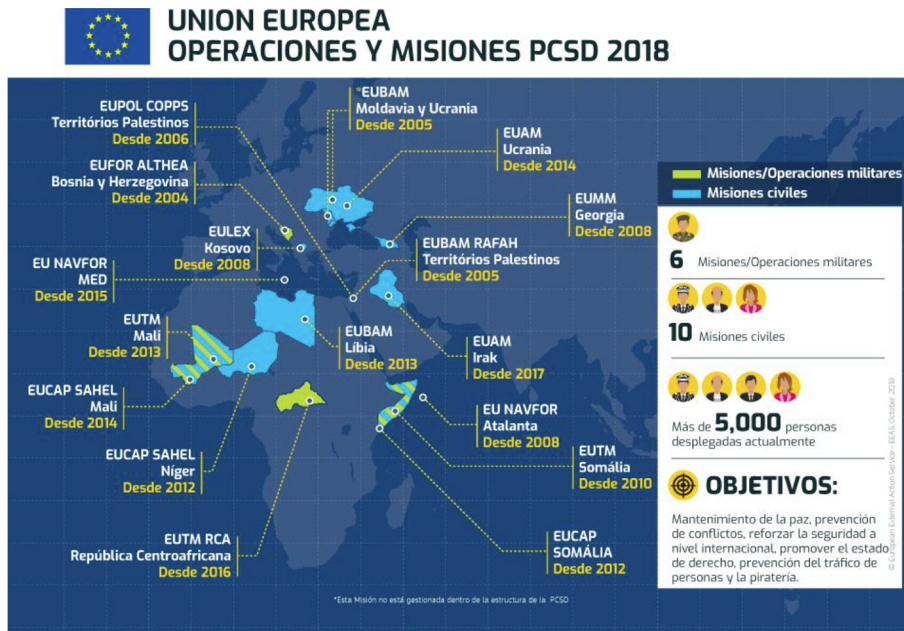 UNION EUROPEA
OPERACIONES Y MISIONES PCSD 2018
EUPOL COPPS
Territórios Palestinos
Desde 2006
EUFOR ALTHEA
Bosnia y Herzegovina
Desde 2004
EULEX
Kosovo
Desde 2008
EU NAVFOR
MED
Desde 2015
EUTM
Mali
Desde 2013
EUCAP SAHEL
Mali
Desde 2014
EUCAP SAHEL
Níger
Desde 2012
EUTM RCA
República Centroafricana
Desde 2016
*EUBAM
Moldavia y Ucrania
Desde 2005
EUAM
Ucrania
Desde 2014
EUMM
Georgia
Desde 2008
EUBAM RAFAH
Territórios Palestinos
Desde 2005
EUBAM
Líbia
Desde 2013
EUAM
Irak
Desde 2017
EU NAVFOR
Atalanta
Desde 2008
EUTM
Somália
Desde 2010
EUCAP
SOMÁLIA
Desde 2012
*Esta Misión no está gestionada dentro de la estructura de la PCSD
Misiones/Operaciones militares
Misiones civiles
6 Misiones/Operaciones militares
10 Misiones civiles
Más de 5,000 personas
desplegadas actualmente
OBJETIVOS:
Mantenimiento de la paz, prevención
de conflictos, reforzar la seguridad a
nivel internacional, promover el estado
de derecho, prevención del tráfico de
personas y la piratería.
© European External Action Service - EEAS October 2018